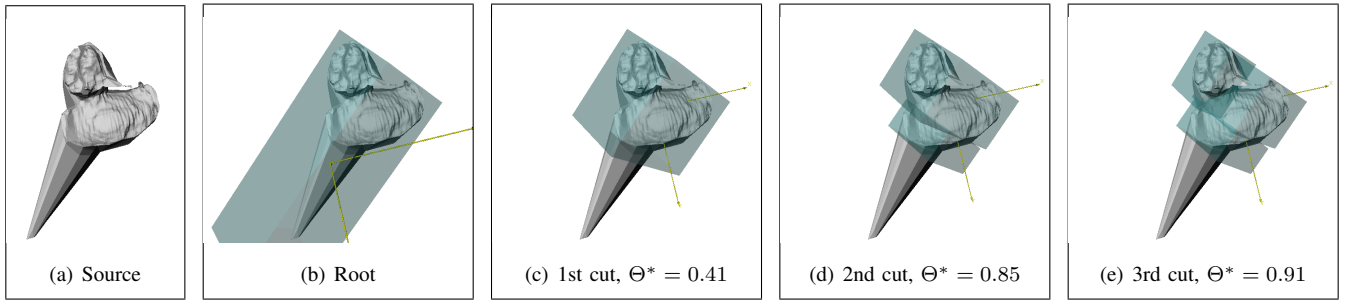 (a) Source
(b) Root
(c) 1st cut, Θ* = 0.41
(d) 2nd cut, Θ* = 0.85
(e) 3rd cut, Θ* = 0.91